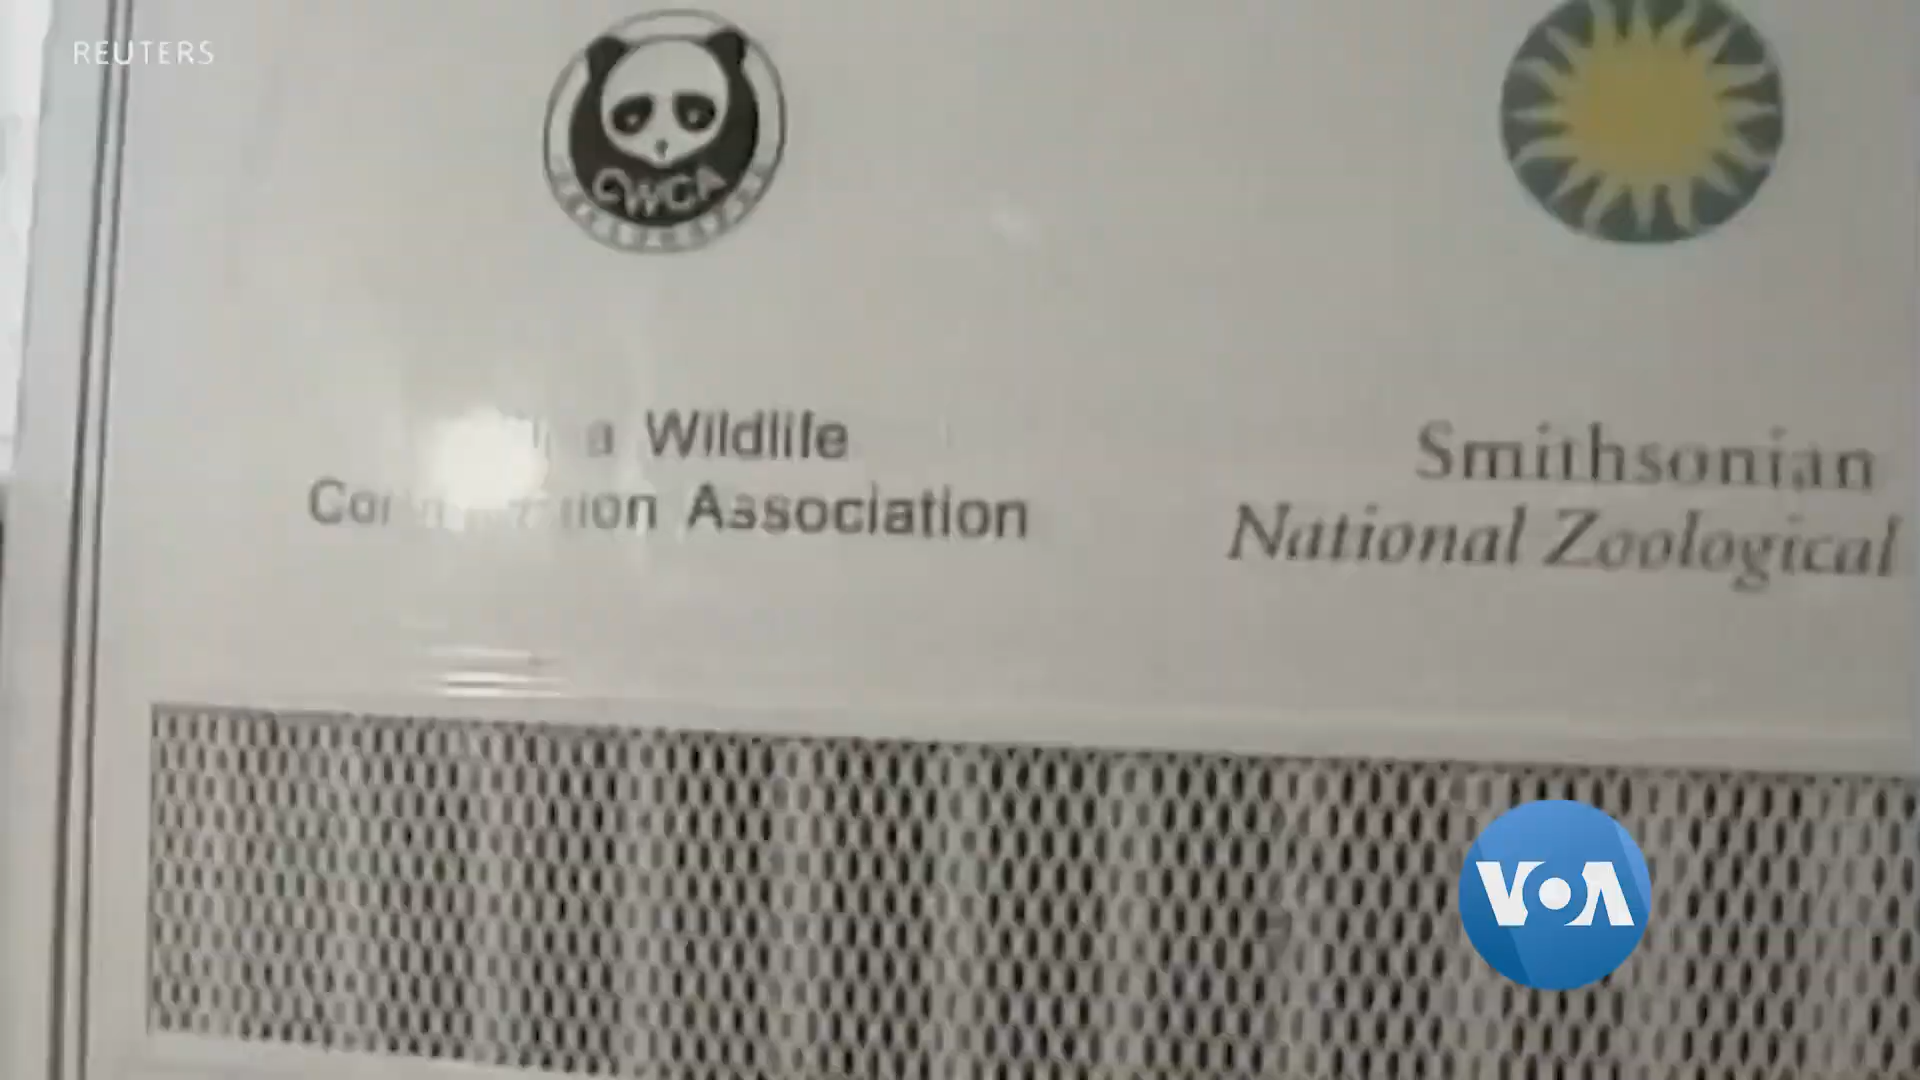 REUTERS
CWCA
Wildlife
Association
Smithsonian
National Zoological
VOA